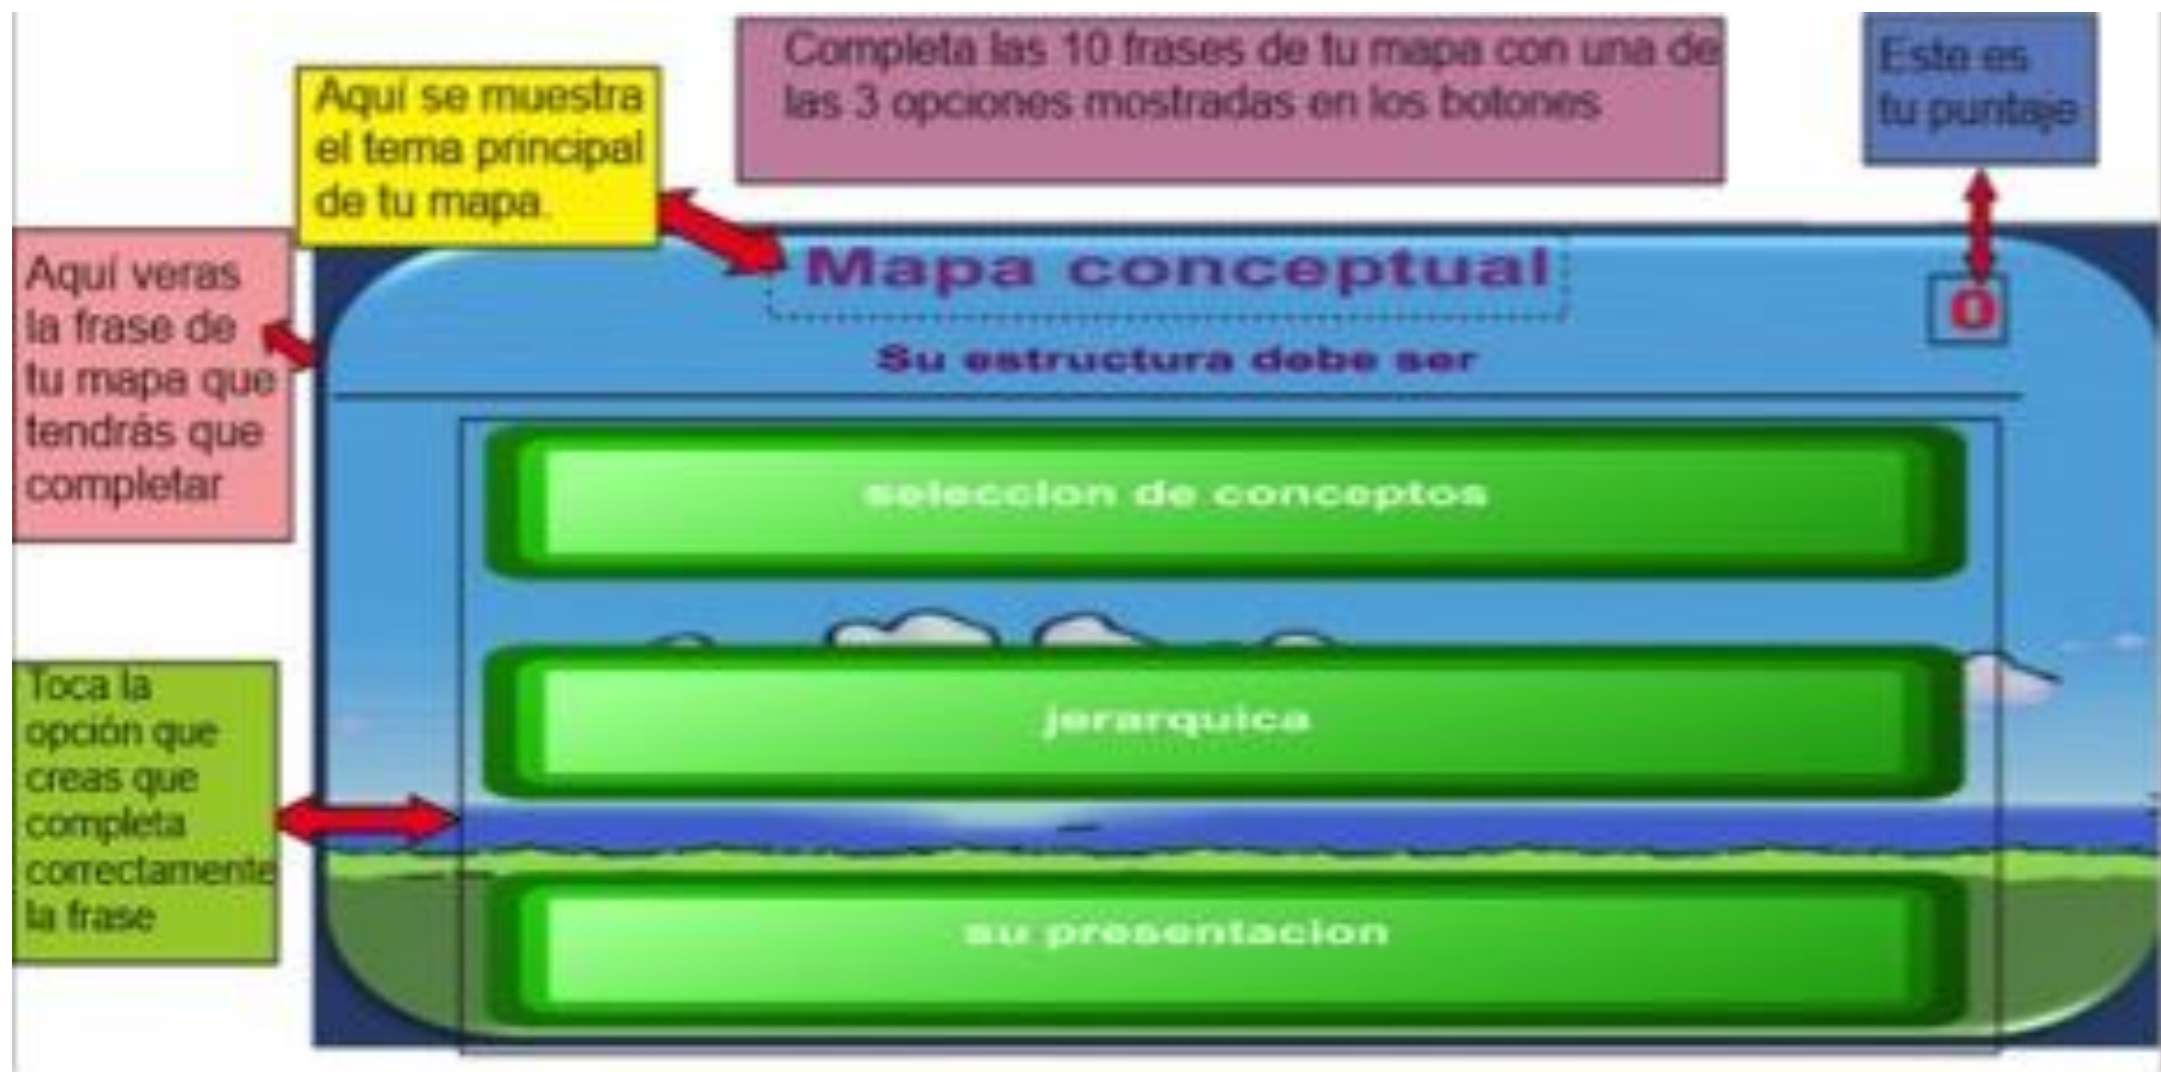 Completa las 10 frases de tu mapa con una de
las 3 opciones mostradas en los botones
Este es
tu puntaje
Aquí se muestra
el tema principal
de tu mapa.
Aquí veras
la frase de
tu mapa que
tendrás que
completar
Mapa conceptual
0
Su estructura debe ser
seleccion de conceptos
jerarquica
su presentacion
Toca la
opción que
creas que
completa
correctamente
la frase